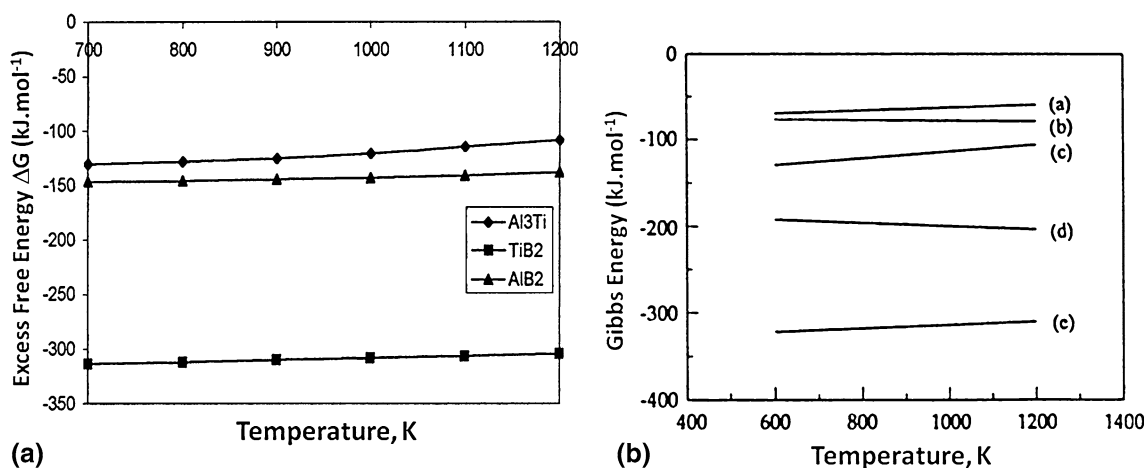 Excess Free Energy ΔG (kJ.mol-1)
0
-50
-100
-150
-200
-250
-300
-350
700 800 900 1000 1100 1200
Al3Ti
TiB2
AlB2
Temperature, K
(a)
Gibbs Energy (kJ.mol-1)
0
-100
-200
-300
-400
(a)
(b)
(c)
(d)
(c)
400 600 800 1000 1200 1400
Temperature, K
(b)